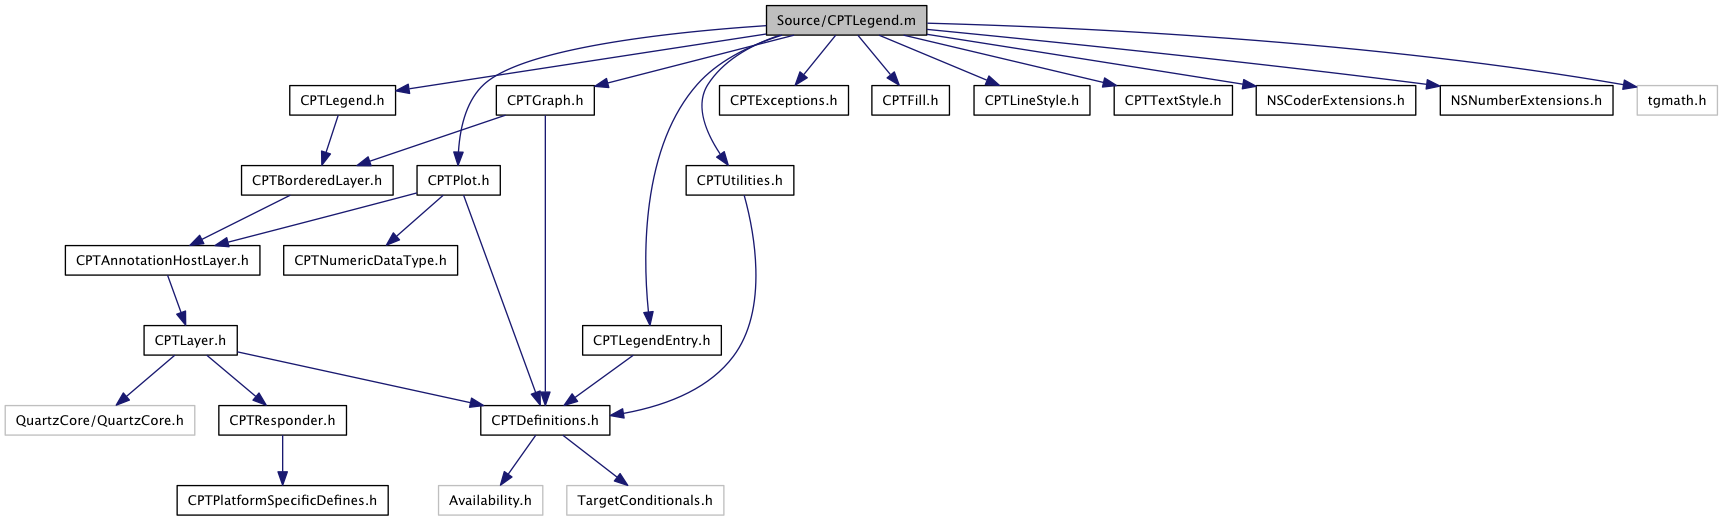 Source/CPTLegend.m
CPTLegend.h
CPTGraph.h
CPTExceptions.h
CPTFill.h
CPTLineStyle.h
CPTTextStyle.h
NSCoderExtensions.h
NSNumberExtensions.h
tgmath.h
CPTBorderedLayer.h
CPTPlot.h
CPTUtilities.h
CPTAnnotationHostLayer.h
CPTNumericDataType.h
CPTLayer.h
CPTLegendEntry.h
QuartzCore/QuartzCore.h
CPTResponder.h
CPTDefinitions.h
CPTPlatformSpecificDefines.h
Availability.h
TargetConditionals.h